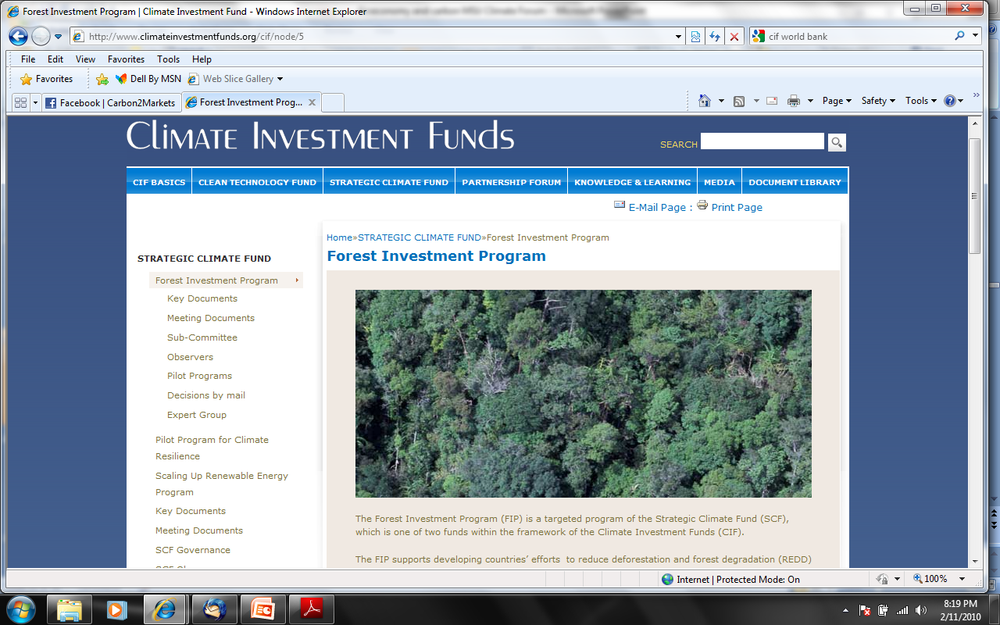 Forest Investment Program | Climate Investment Fund - Windows Internet Explorer
http://www.climateinvestmentfunds.org/cif/node/5
cif world bank
File Edit View Favorites Tools Help
Favorites Dell By MSN Web Slice Gallery
Facebook | Carbon2Markets Forest Investment Prog... Page Safety Tools
CLIMATE INVESTMENT FUNDS
SEARCH
CIF BASICS CLEAN TECHNOLOGY FUND STRATEGIC CLIMATE FUND PARTNERSHIP FORUM KNOWLEDGE & LEARNING MEDIA DOCUMENT LIBRARY
E-Mail Page : Print Page
STRATEGIC CLIMATE FUND
Forest Investment Program
Key Documents
Meeting Documents
Sub-Committee
Observers
Pilot Programs
Decisions by mail
Expert Group
Pilot Program for Climate
Resilience
Scaling Up Renewable Energy
Program
Key Documents
Meeting Documents
SCF Governance
Home»STRATEGIC CLIMATE FUND»Forest Investment Program
Forest Investment Program
The Forest Investment Program (FIP) is a targeted program of the Strategic Climate Fund (SCF),
which is one of two funds within the framework of the Climate Investment Funds (CIF).
The FIP supports developing countries’ efforts to reduce deforestation and forest degradation (REDD)
Internet | Protected Mode: On
100%
8:19 PM
2/11/2010